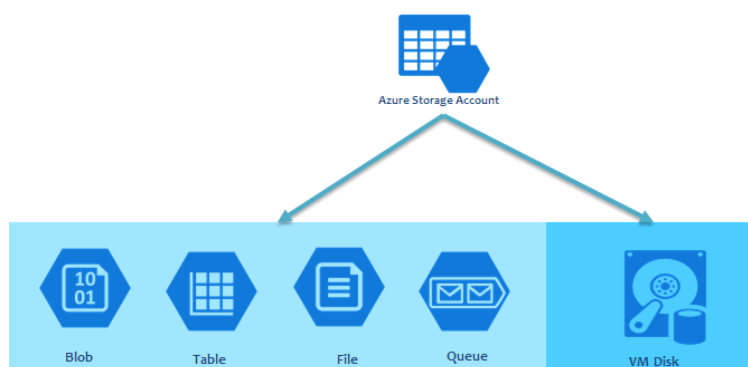 Azure Storage Account
10
01
Blob
Table
File
Queue
VM Disk